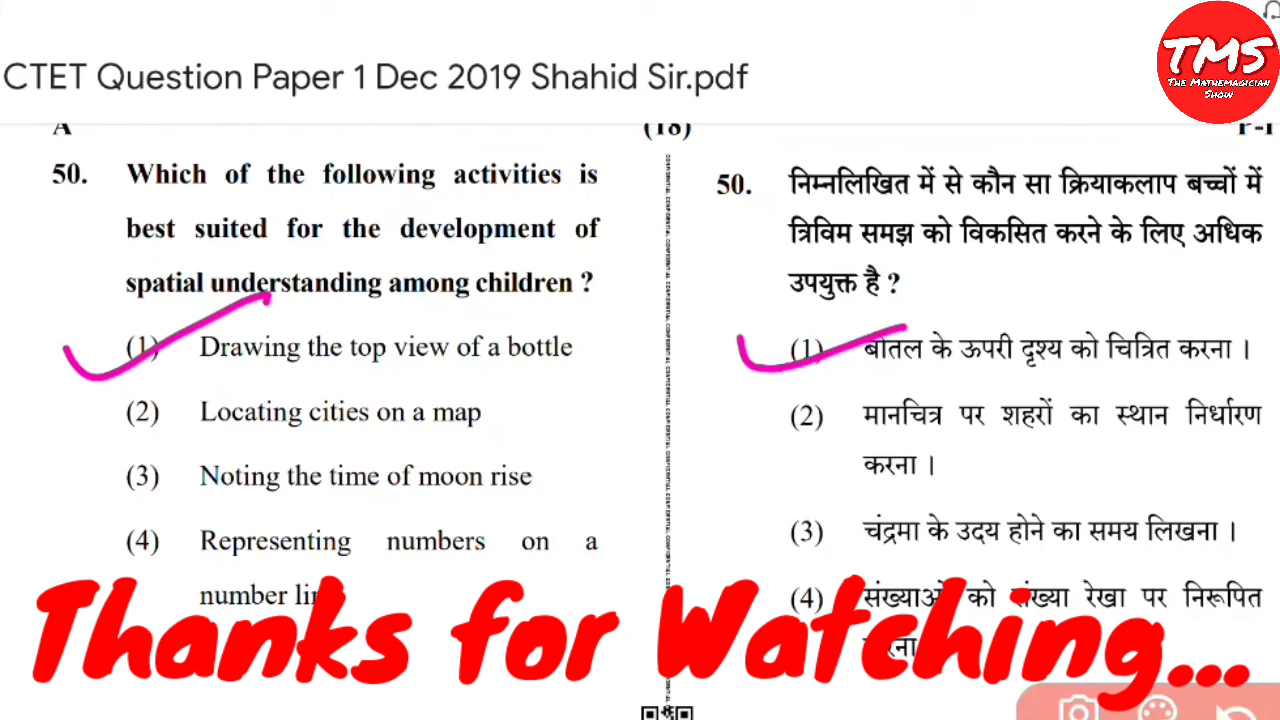 TMS
The Mathemagician
Show
CTET Question Paper 1 Dec 2019 Shahid Sir.pdf
A
(18)
P-I
50. Which of the following activities is
best suited for the development of
spatial understanding among children ?
(1) Drawing the top view of a bottle
(2) Locating cities on a map
(3) Noting the time of moon rise
(4) Representing numbers on a
number
50. निम्नलिखित में से कौन सा क्रियाकलाप बच्चों में
त्रिविम समझ को विकसित करने के लिए अधिक
उपयुक्त है ?
(1) बोतल के ऊपरी दृश्य को चित्रित करना ।
(2) मानचित्र पर शहरों का स्थान निर्धारण
करना ।
(3) चंद्रमा के उदय होने का समय लिखना ।
(4) संख्याओं को संख्या रेखा पर निरूपित
Thanks for Watching...